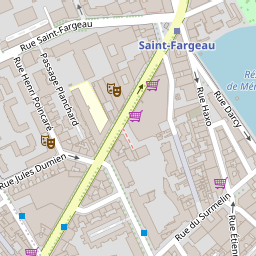 Rue Saint-Fargeau
Saint-Fargeau
Passage Planchard
Rue Henri Poincaré
Rue Haxo
Rue Darcy
Rue Jules Dumien
Rue du Surmelin